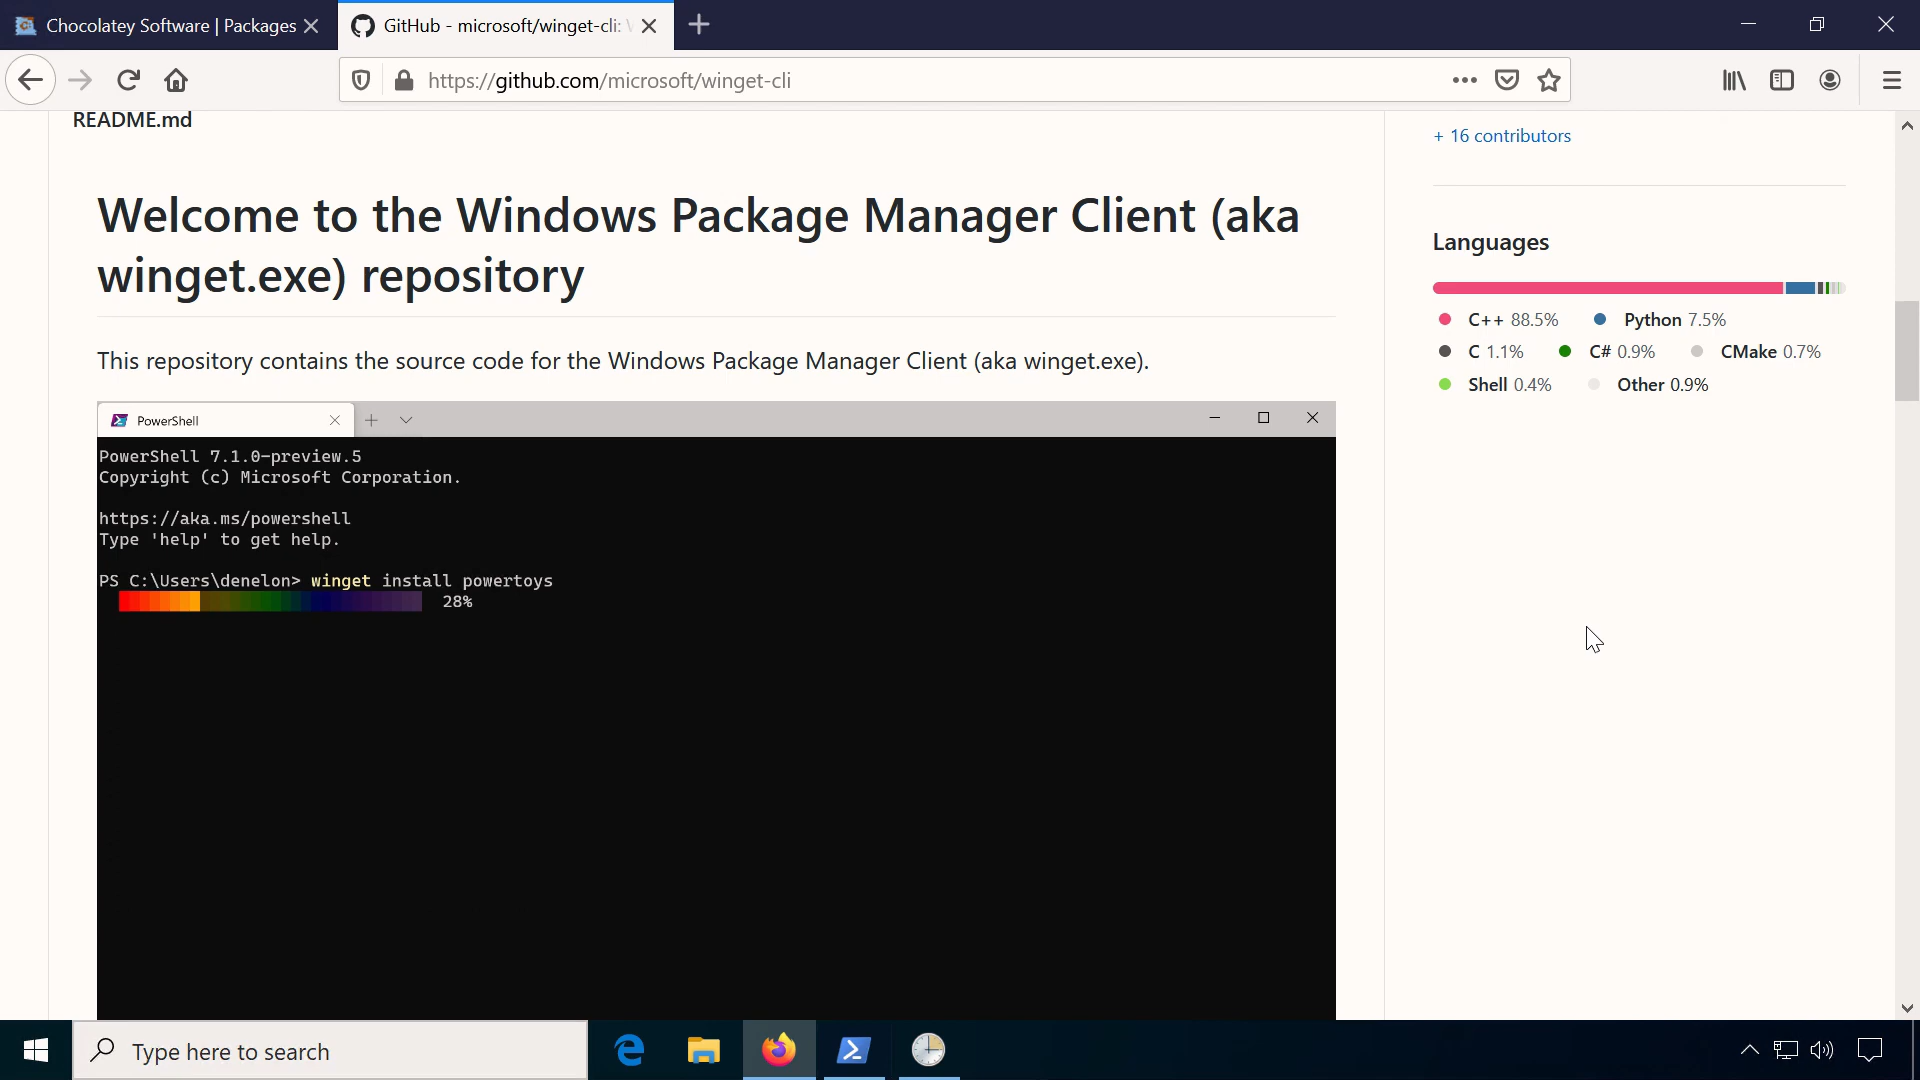 Chocolatey Software | Packages
GitHub - microsoft/winget-cli:
https://github.com/microsoft/winget-cli
README.md
+ 16 contributors
Welcome to the Windows Package Manager Client (aka
winget.exe) repository
This repository contains the source code for the Windows Package Manager Client (aka winget.exe).
Languages
C++ 88.5% Python 7.5%
C 1.1% C# 0.9% CMake 0.7%
Shell 0.4% Other 0.9%
PowerShell
PowerShell 7.1.0-preview.5
Copyright (c) Microsoft Corporation.
https://aka.ms/powershell
Type 'help' to get help.
PS C:\Users\denelon> winget install powertoys
28%
Type here to search